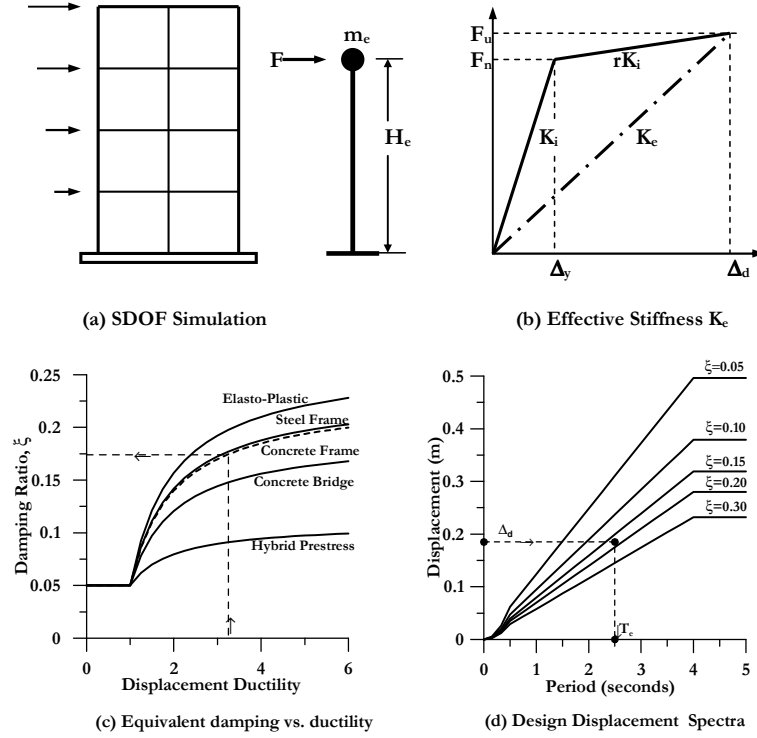 m_e
F
H_e
(a) SDOF Simulation
F_u
F_n
rK_i
K_i
K_e
Δ_y
Δ_d
(b) Effective Stiffness K_e
0.25
0.2
0.15
0.1
0.05
0
Damping Ratio, ξ
Elasto-Plastic
Steel Frame
Concrete Frame
Concrete Bridge
Hybrid Prestress
0 2 4 6
Displacement Ductility
(c) Equivalent damping vs. ductility
0.5
0.4
0.3
0.2
0.1
0
Displacement (m)
ξ=0.05
ξ=0.10
ξ=0.15
ξ=0.20
ξ=0.30
Δ_d
T_e
0 1 2 3 4 5
Period (seconds)
(d) Design Displacement Spectra